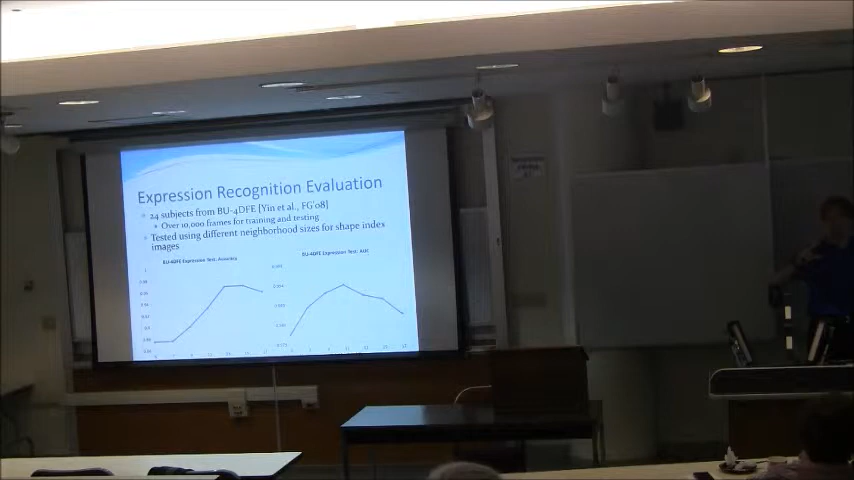 Expression Recognition Evaluation
24 subjects from BU-4DFE [Yin et al., FG'08]
Over 10,000 frames for training and testing
Tested using different neighborhood sizes for shape index
images
BU-4DFE Expression Test: Accuracy
BU-4DFE Expression Test: AUC